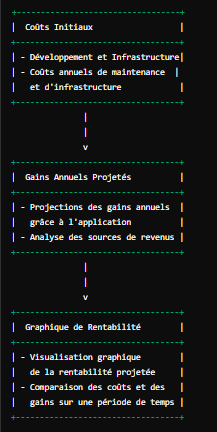 Coûts Initiaux
- Développement et Infrastructure
- Coûts annuels de maintenance
et d'infrastructure
v
Gains Annuels Projetés
- Projections des gains annuels
grâce à l'application
- Analyse des sources de revenus
v
Graphique de Rentabilité
- Visualisation graphique
de la rentabilité projetée
- Comparaison des coûts et des
gains sur une période de temps